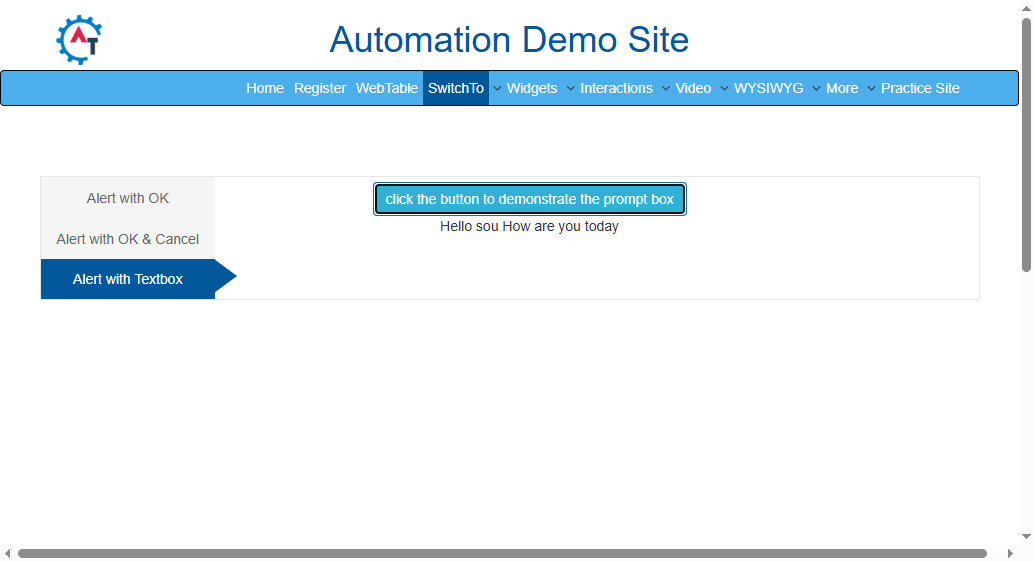 AT
Automation Demo Site
Home Register WebTable SwitchTo Widgets Interactions Video WYSIWYG More Practice Site
Alert with OK
click the button to demonstrate the prompt box
Hello sou How are you today
Alert with OK & Cancel
Alert with Textbox